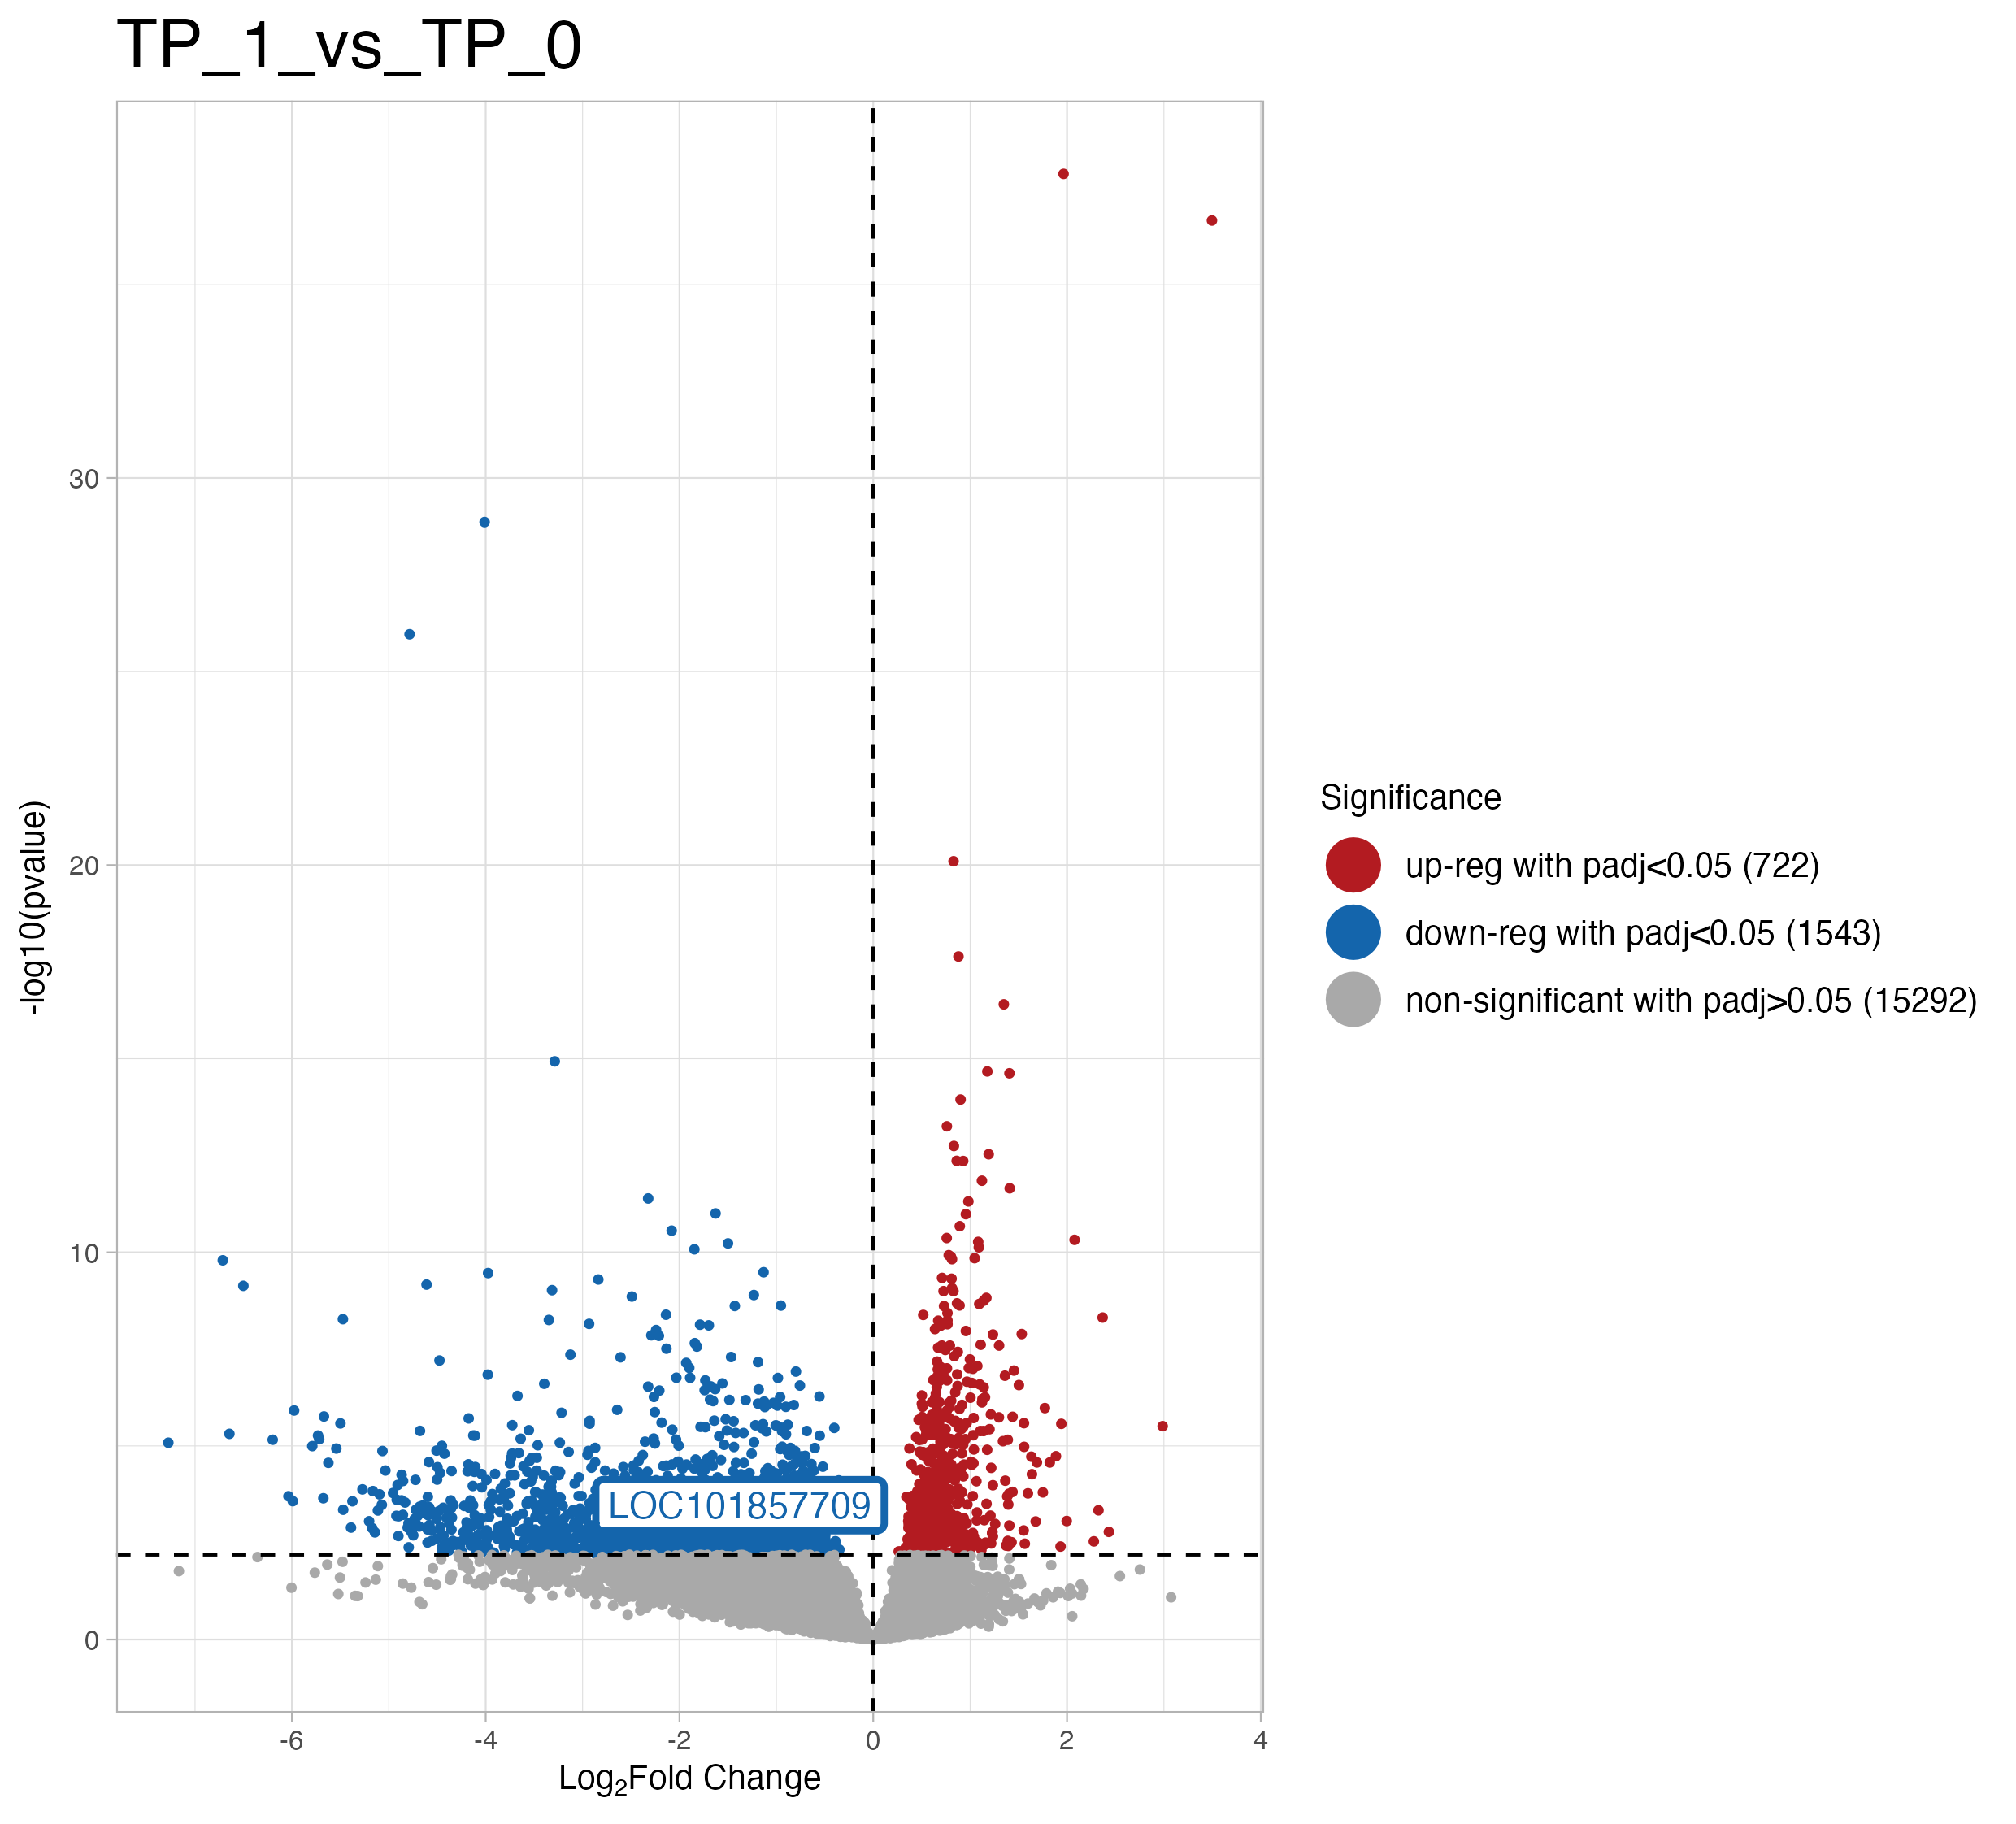 TP_1_vs_TP_0
30
20
10
0
-log10(pvalue)
LOC101857709
-6
-4
-2
0
2
4
Log₂Fold Change
Significance
up-reg with padj<0.05 (722)
down-reg with padj<0.05 (1543)
non-significant with padj>0.05 (15292)